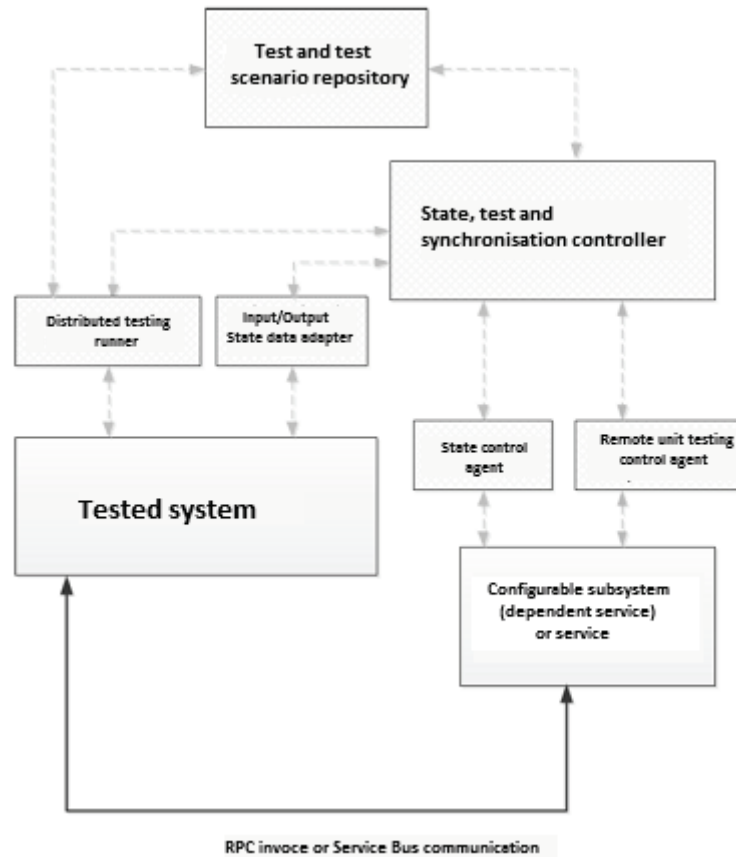 Test and test
scenario repository
State, test and
synchronisation controller
Distributed testing
runner
Input/Output
State data adapter
State control
agent
Remote unit testing
control agent
Tested system
Configurable subsystem
(dependent service)
or service
RPC invoce or Service Bus communication